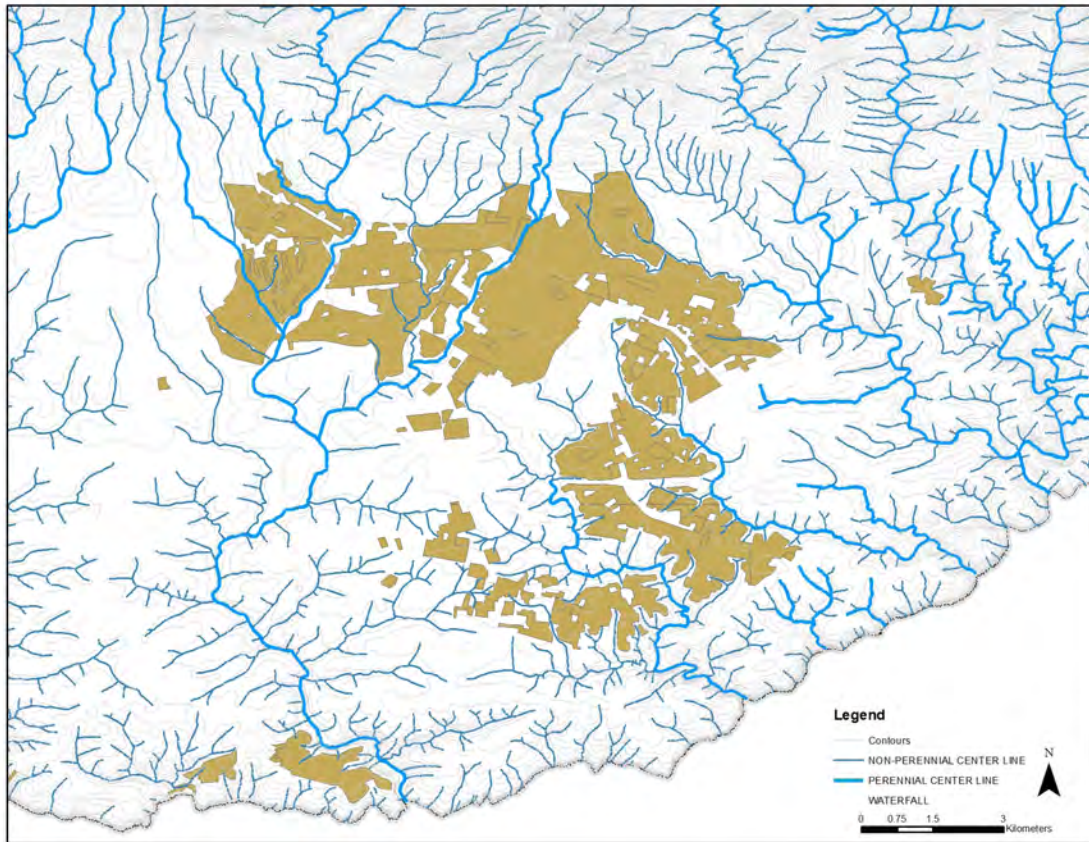 Legend
Contours
NON-PERENNIAL CENTER LINE
PERENNIAL CENTER LINE
WATERFALL
N
0 0.75 1.5 3
Kilometers